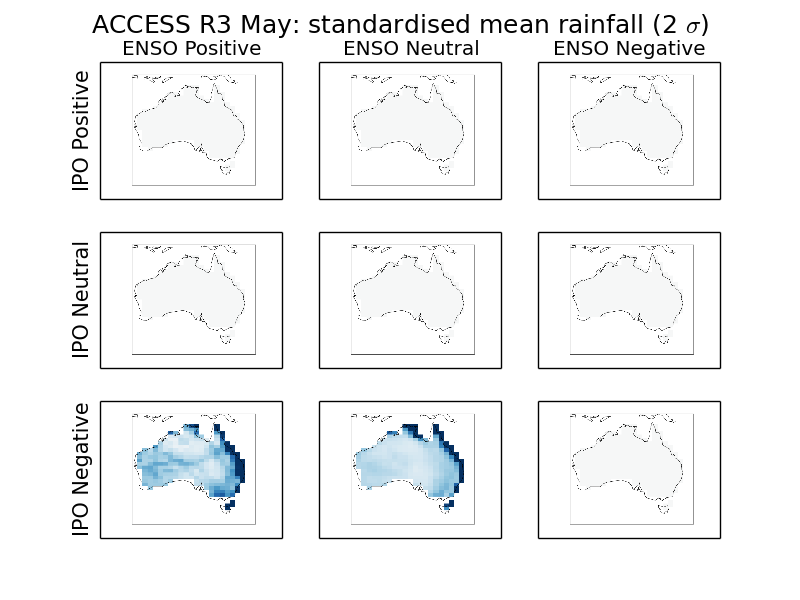 ACCESS R3 May: standardised mean rainfall (2 σ)
ENSO Positive ENSO Neutral ENSO Negative
IPO Positive
IPO Neutral
IPO Negative